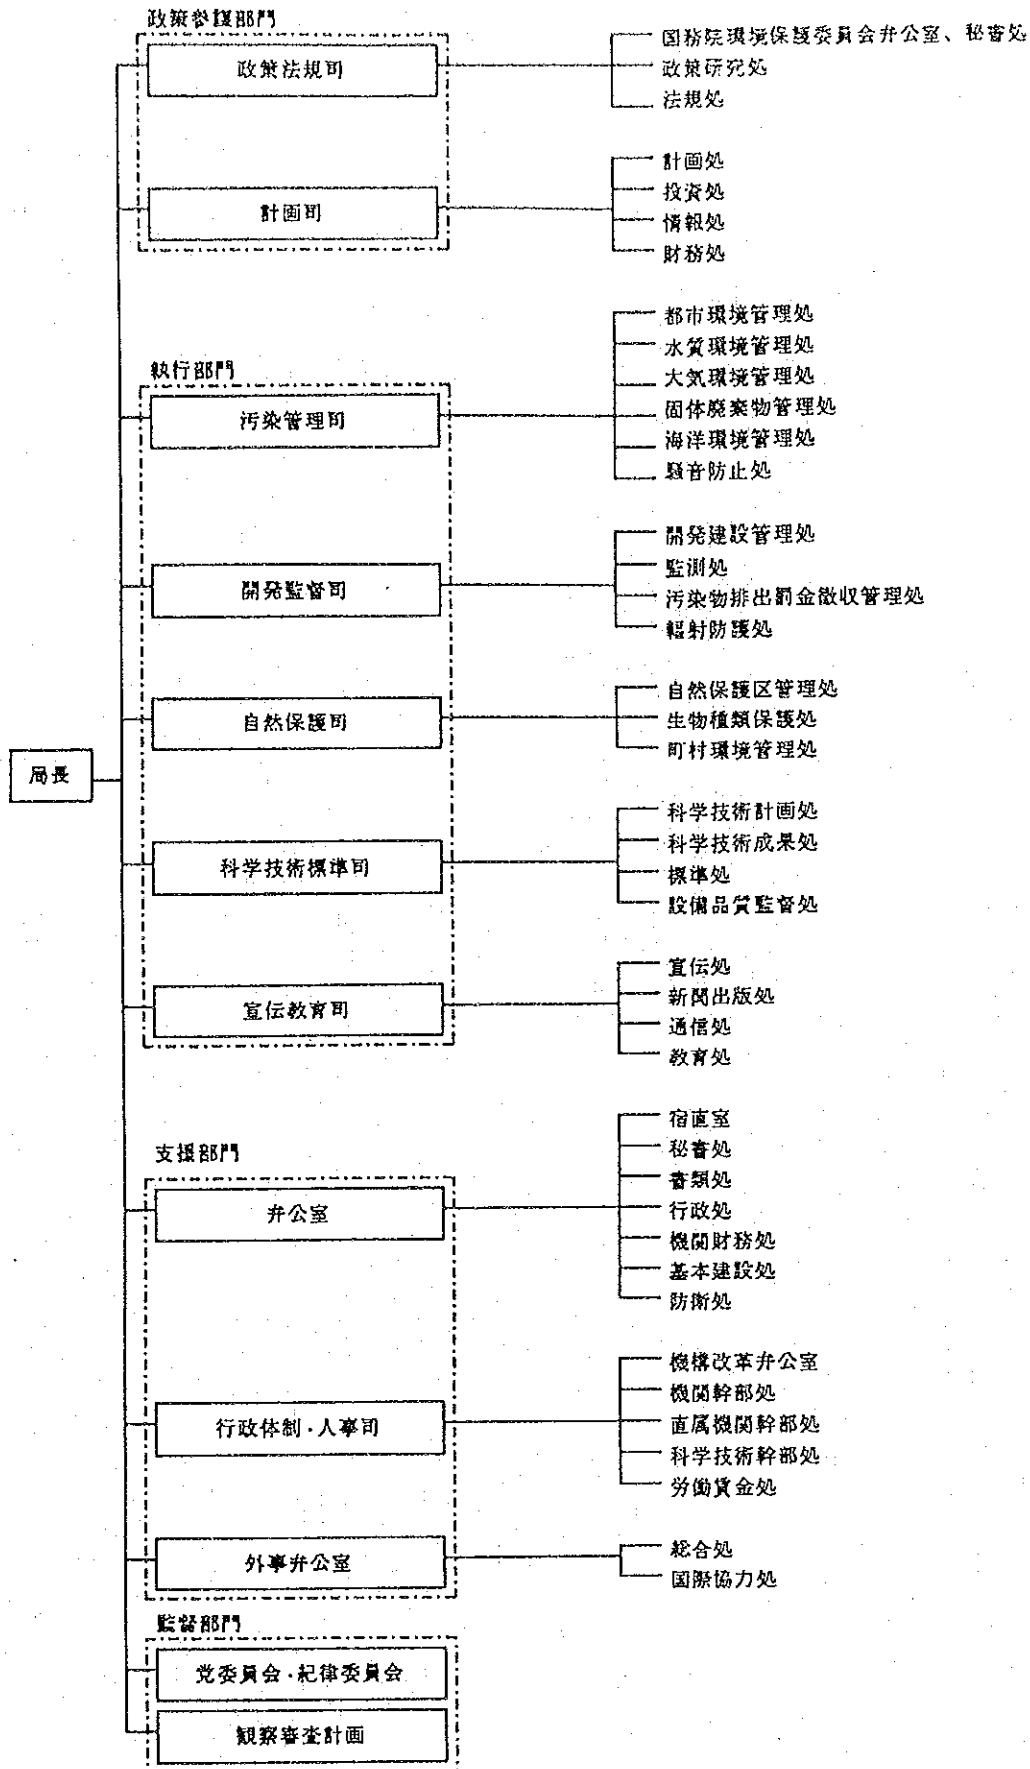 政策参謀部門
政策法規司
国務院環境保護委員会弁公室、秘書処
政策研究処
法規処
計画司
計画処
投資処
情報処
財務処
執行部門
汚染管理司
都市環境管理処
水質環境管理処
大気環境管理処
固体廃棄物管理処
海洋環境管理処
騒音防止処
開発監督司
開発建設管理処
監測処
汚染物排出罰金徴収管理処
輻射防護処
自然保護司
自然保護区管理処
生物種類保護処
町村環境管理処
局長
科学技術標準司
科学技術計画処
科学技術成果処
標準処
設備品質監督処
宣伝教育司
宣伝処
新聞出版処
通信処
教育処
支援部門
弁公室
宿直室
秘書処
書類処
行政処
機関財務処
基本建設処
防衛処
行政体制・人事司
機構改革弁公室
機関幹部処
直属機関幹部処
科学技術幹部処
労働賃金処
外事弁公室
総合処
国際協力処
監督部門
党委員会・紀律委員会
観察審査計画